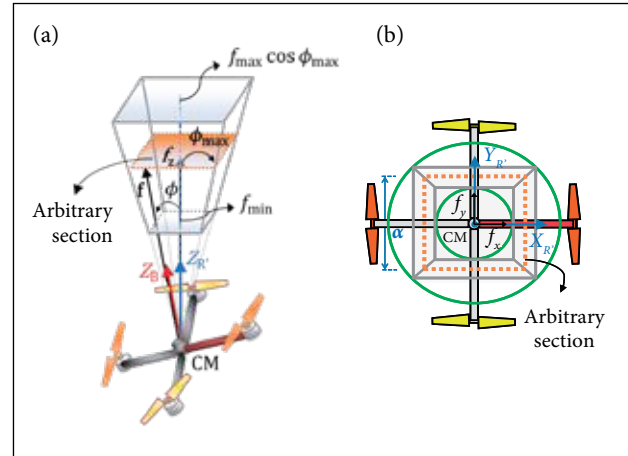 (a)
f_max cos ϕ_max
ϕ_max
f_z
f
ϕ
f_min
Arbitrary
section
Z_B
Z_R'
CM
(b)
Y_R'
f_y
α
CM
f_x
X_R'
Arbitrary
section